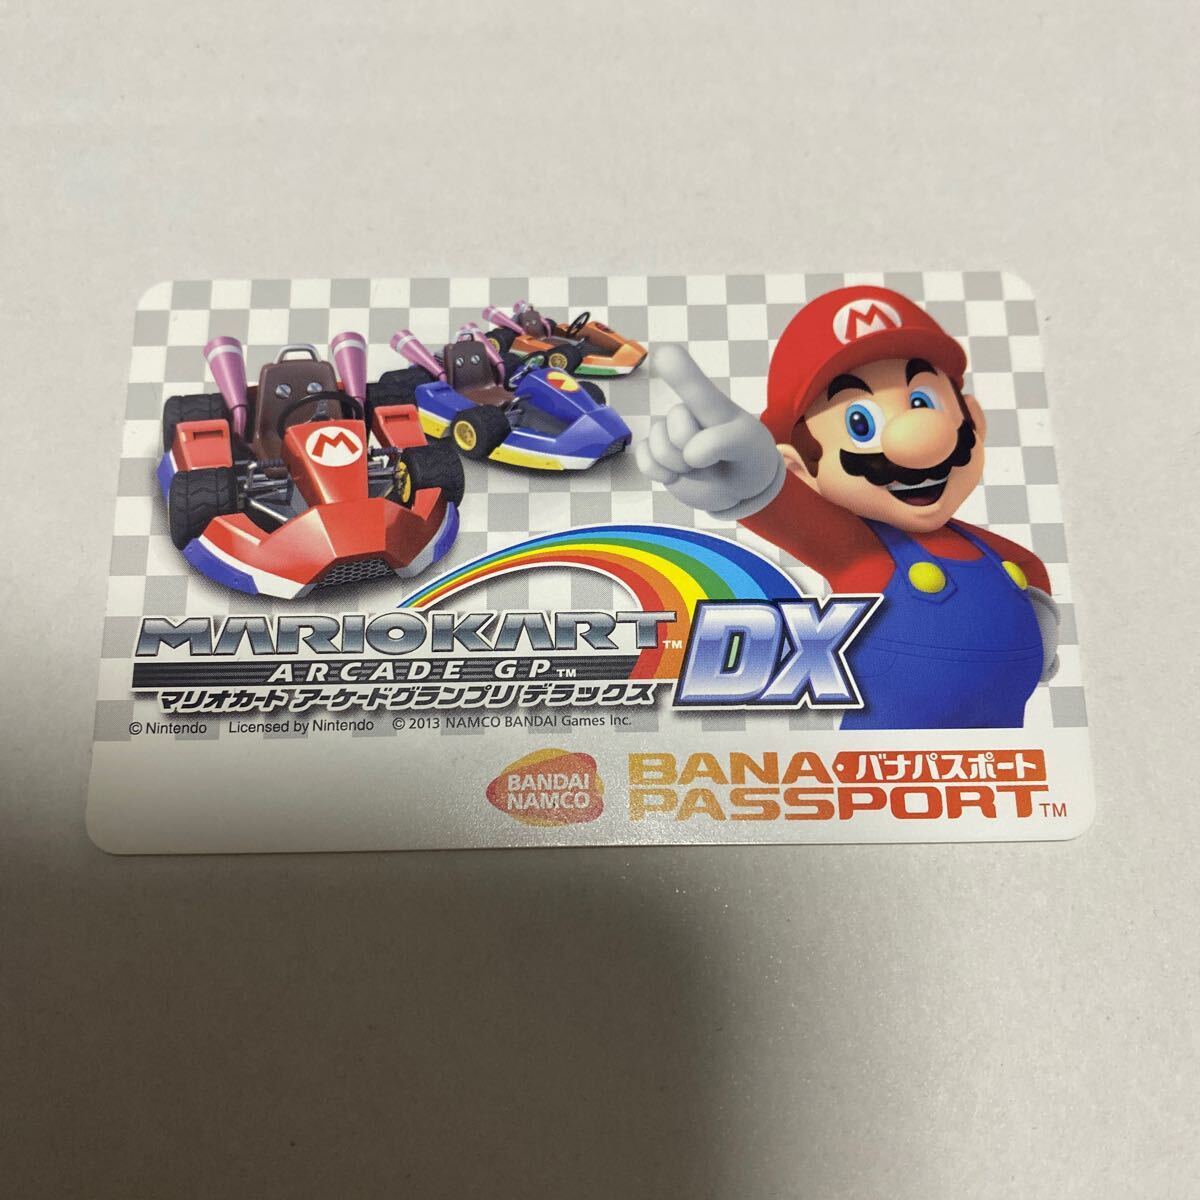 M
M
MARIOKART™
ARCADE GP™
DX
マリオカート アーケードグランプリ デラックス
© Nintendo Licensed by Nintendo © 2013 NAMCO BANDAI Games Inc.
BANDAI
NAMCO
BANA・バナパスポート
PASSPORT™